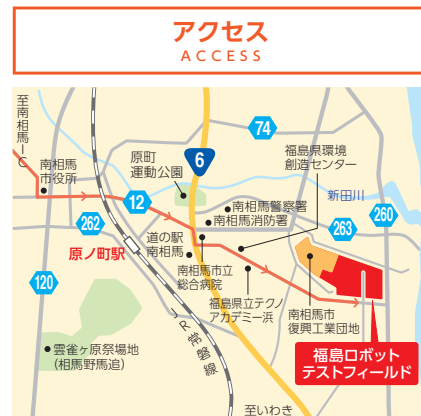 アクセス
ACCESS
至南相馬IC
南相馬
市役所
原町
運動公園
6
74
福島県環境
創造センター
12
262
南相馬警察署
南相馬消防署
新田川
263
260
原ノ町駅
道の駅
南相馬
南相馬市立
総合病院
福島県立テクノ
アカデミー浜
南相馬市
復興工業団地
120
JR常磐線
雲雀ヶ原祭場地
(相馬野馬追)
福島ロボット
テストフィールド
至いわき